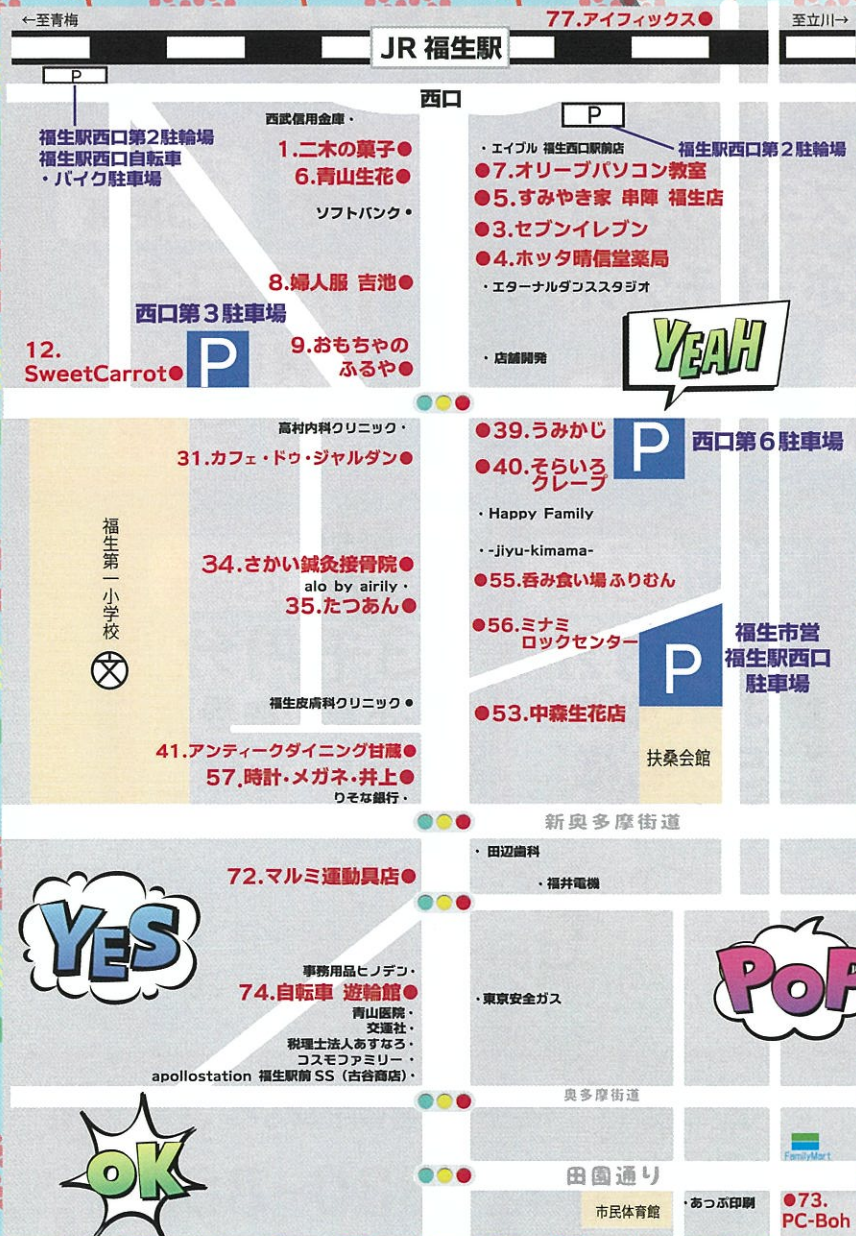 ←至青梅
77.アイフィックス●
至立川→
JR 福生駅
P
西口
P
福生駅西口第2駐輪場
福生駅西口自転車
・バイク駐車場
西武信用金庫・
1.二木の菓子●
6.青山生花●
ソフトバンク・
8.婦人服 吉池●
・エイブル 福生西口駅前店
福生駅西口第2駐輪場
●7.オリーブパソコン教室
●5.すみやき家 串陣 福生店
●3.セブンイレブン
●4.ホッタ晴信堂薬局
・エターナルダンススタジオ
西口第3駐車場
P
12.
SweetCarrot●
9.おもちゃの
ふるや●
・店舗開発
YEAH
高村内科クリニック・
31.カフェ・ドゥ・ジャルダン●
●39.うみかじ
●40.そらいろ
クレープ
P
西口第6駐車場
・Happy Family
・-jiyu-kimama-
福生第一小学校
文
34.さかい鍼灸接骨院●
alo by airily・
35.たつあん●
●55.呑み食い場 ふりむん
●56.ミナミ
ロックセンター
P
福生市営
福生駅西口
駐車場
福生皮膚科クリニック・
●53.中森生花店
扶桑会館
41.アンティークダイニング甘蔵●
57.時計・メガネ・井上●
りそな銀行・
新奥多摩街道
72.マルミ運動具店●
・田辺歯科
・福井電機
YES
POP
事務用品ヒノデン・
74.自転車 遊輪館●
青山医院・
交運社・
税理士法人あすなろ・
コスモファミリー・
apollostation 福生駅前 SS（古谷商店）・
・東京安全ガス
奥多摩街道
OK
FamilyMart
田園通り
市民体育館
・あっぷ印刷
●73.
PC-Boh